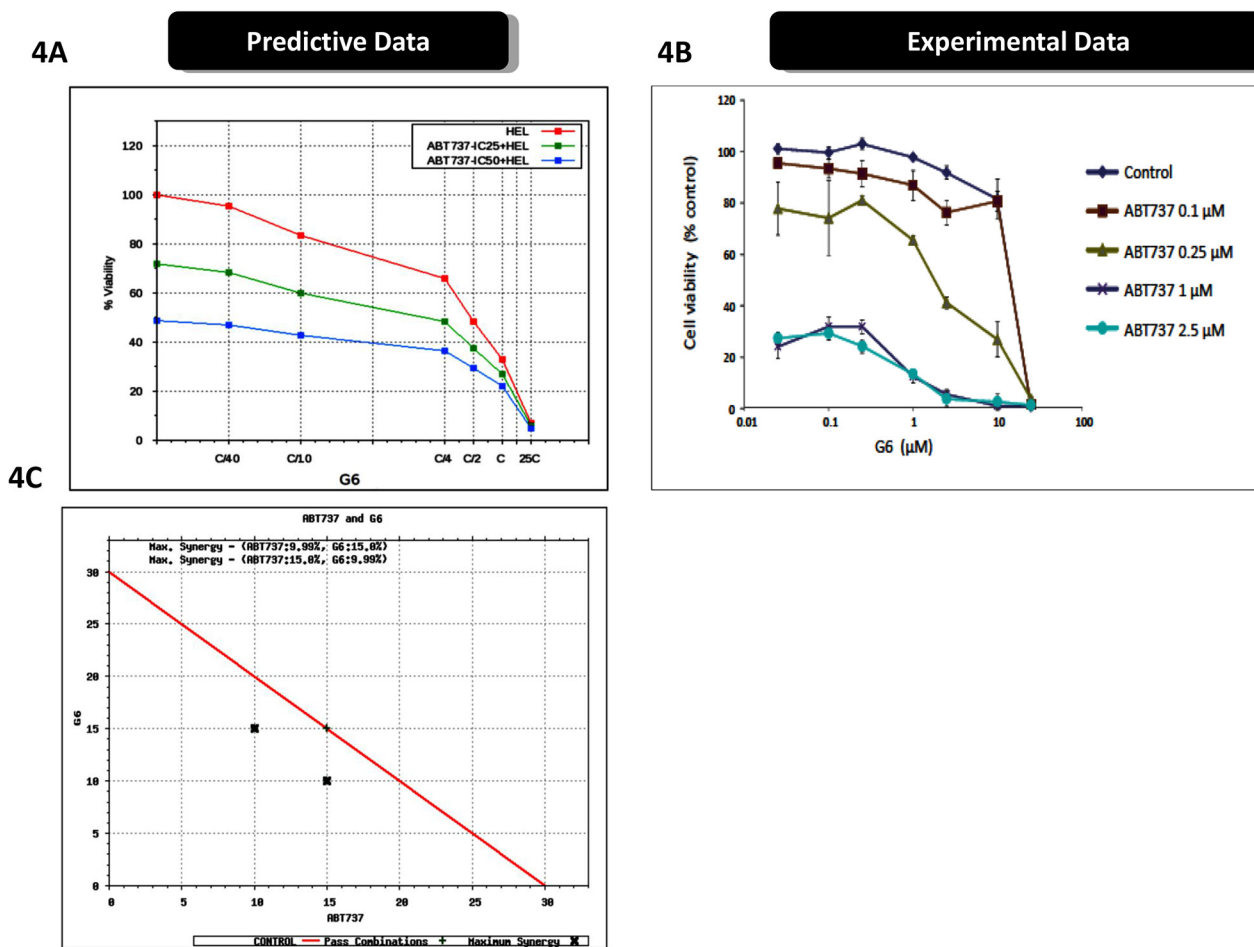 4A
Predictive Data
4B
Experimental Data
HEL
ABT737-IC25+HEL
ABT737-IC50+HEL
120
100
80
60
40
20
0
% Viability
C/40
C/10
C/4
C/2
C
25C
G6
120
100
80
60
40
20
0
Cell viability (% control)
0.01
0.1
1
10
100
G6 (μM)
Control
ABT737 0.1 μM
ABT737 0.25 μM
ABT737 1 μM
ABT737 2.5 μM
4C
ABT737 and G6
Max. Synergy - (ABT737:9.99%, G6:15.0%)
Max. Synergy - (ABT737:15.0%, G6:9.99%)
30
25
20
15
10
5
0
G6
0
5
10
15
20
25
30
ABT737
CONTROL
Pass Combinations
Maximum Synergy